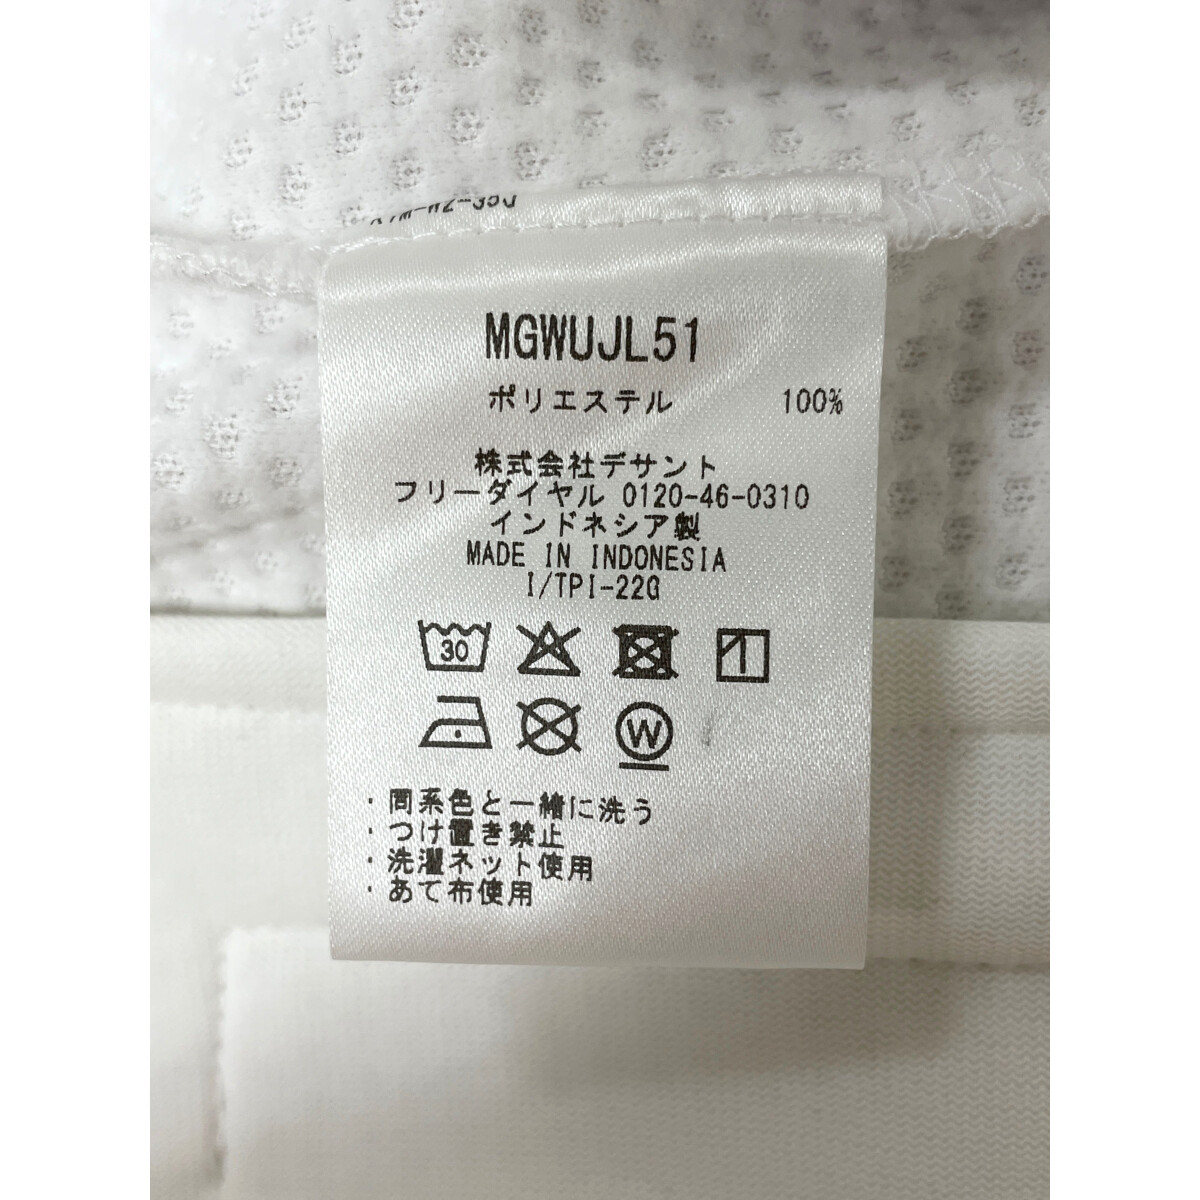 MGWUJL51
ポリエステル 100%
株式会社デサント
フリーダイヤル 0120-46-0310
インドネシア製
MADE IN INDONESIA
I/TPI-22G
30
W
・同系色と一緒に洗う
・つけ置き禁止
・洗濯ネット使用
・あて布使用